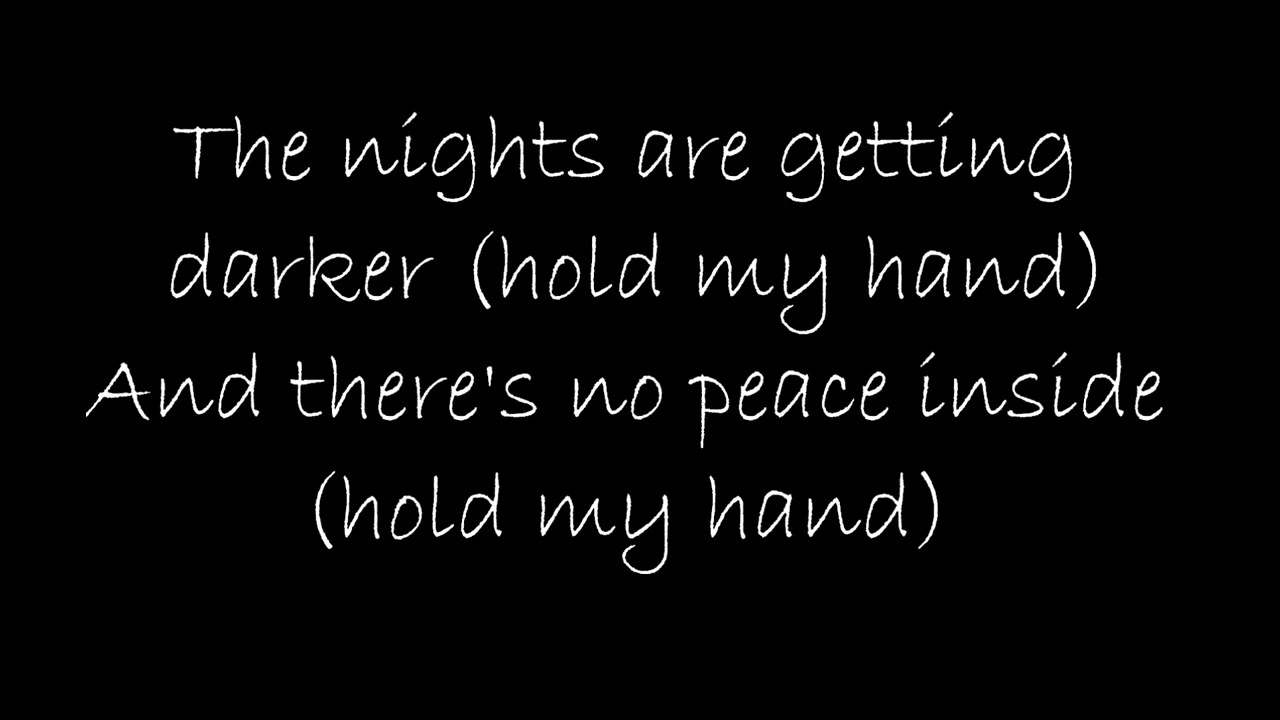 The nights are getting
darker (hold my hand)
And there's no peace inside
(hold my hand)